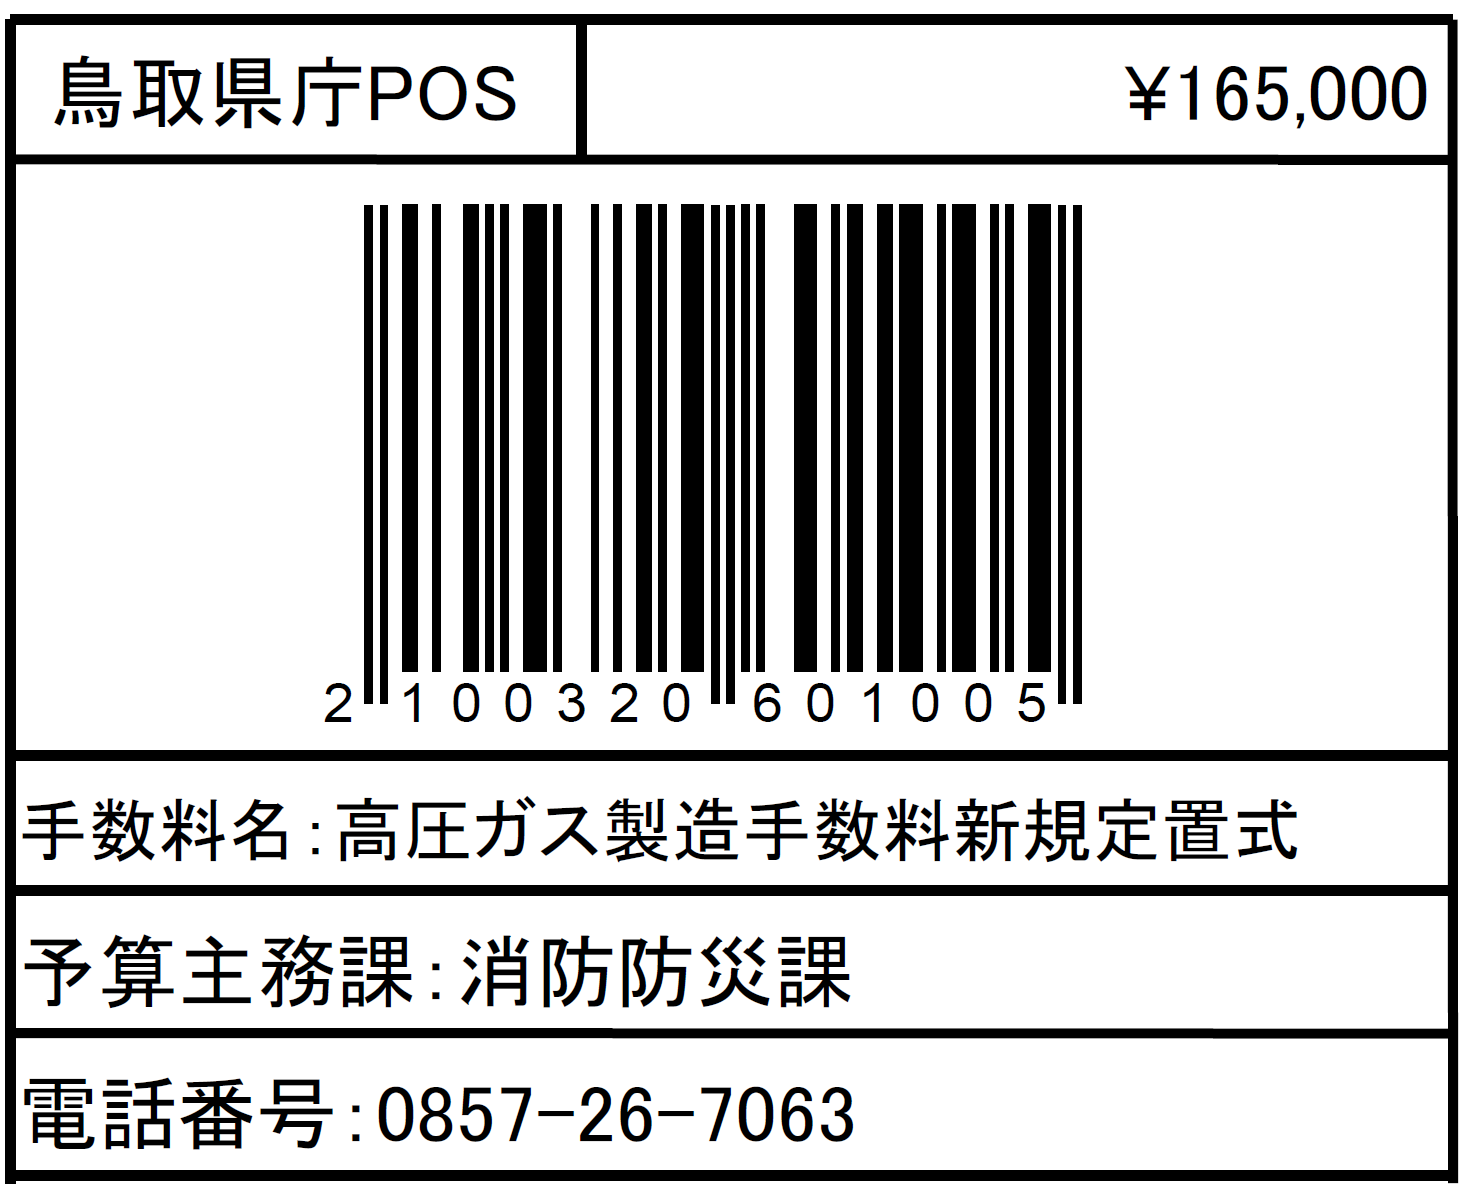 鳥取県庁POS ¥165,000
2 100320 601005
手数料名:高圧ガス製造手数料新規定置式
予算主務課:消防防災課
電話番号:0857-26-7063